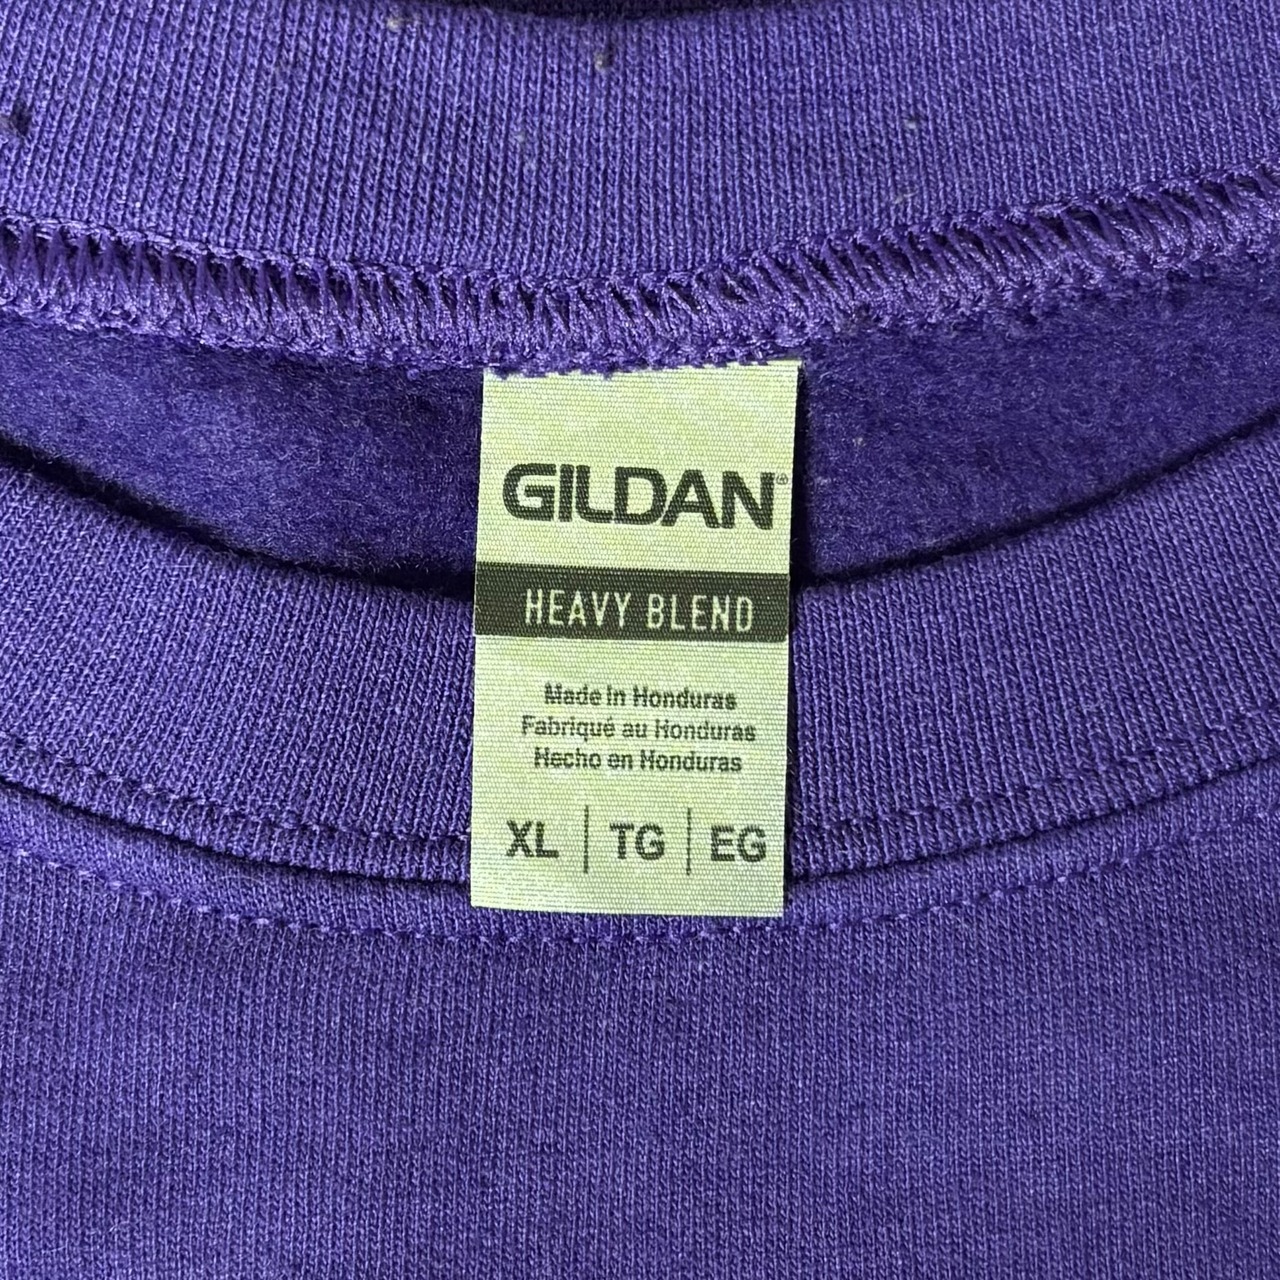 GILDAN®
HEAVY BLEND
Made in Honduras
Fabriqué au Honduras
Hecho en Honduras
XL | TG | EG